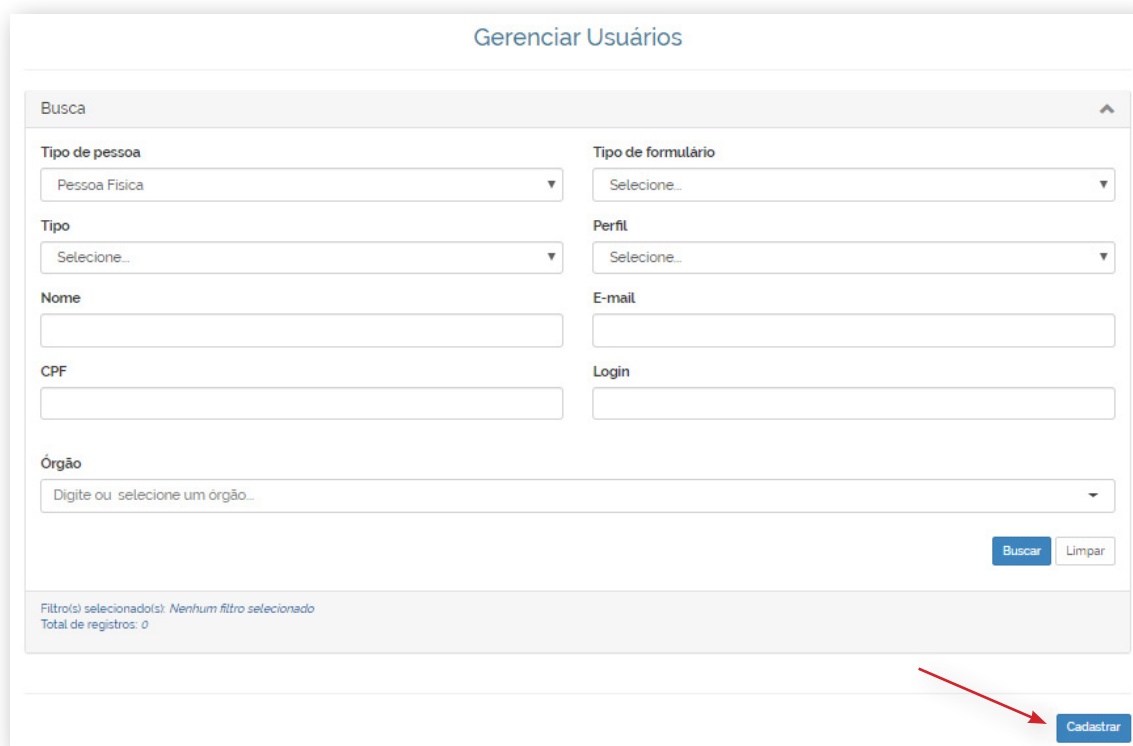 Gerenciar Usuários
Busca
Tipo de pessoa Tipo de formulário
Pessoa Física Selecione...
Tipo Perfil
Selecione... Selecione...
Nome E-mail
CPF Login
Órgão
Digite ou selecione um órgão...
Buscar Limpar
Filtro(s) selecionado(s): Nenhum filtro selecionado
Total de registros: 0
Cadastrar